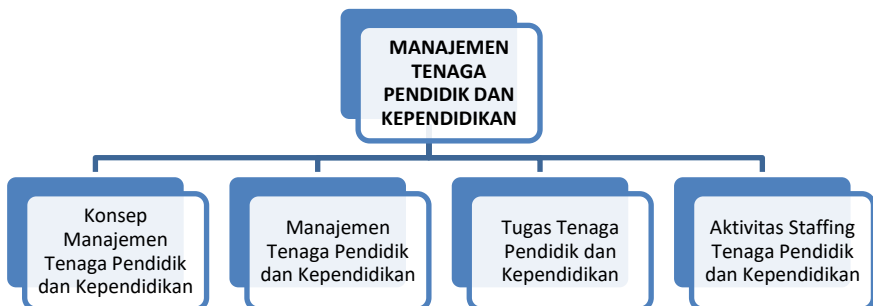 MANAJEMEN
TENAGA
PENDIDIK DAN
KEPENDIDIKAN
Konsep
Manajemen
Tenaga Pendidik
dan Kependidikan
Manajemen
Tenaga Pendidik
dan Kependidikan
Tugas Tenaga
Pendidik dan
Kependidikan
Aktivitas Staffing
Tenaga Pendidik
dan Kependidikan